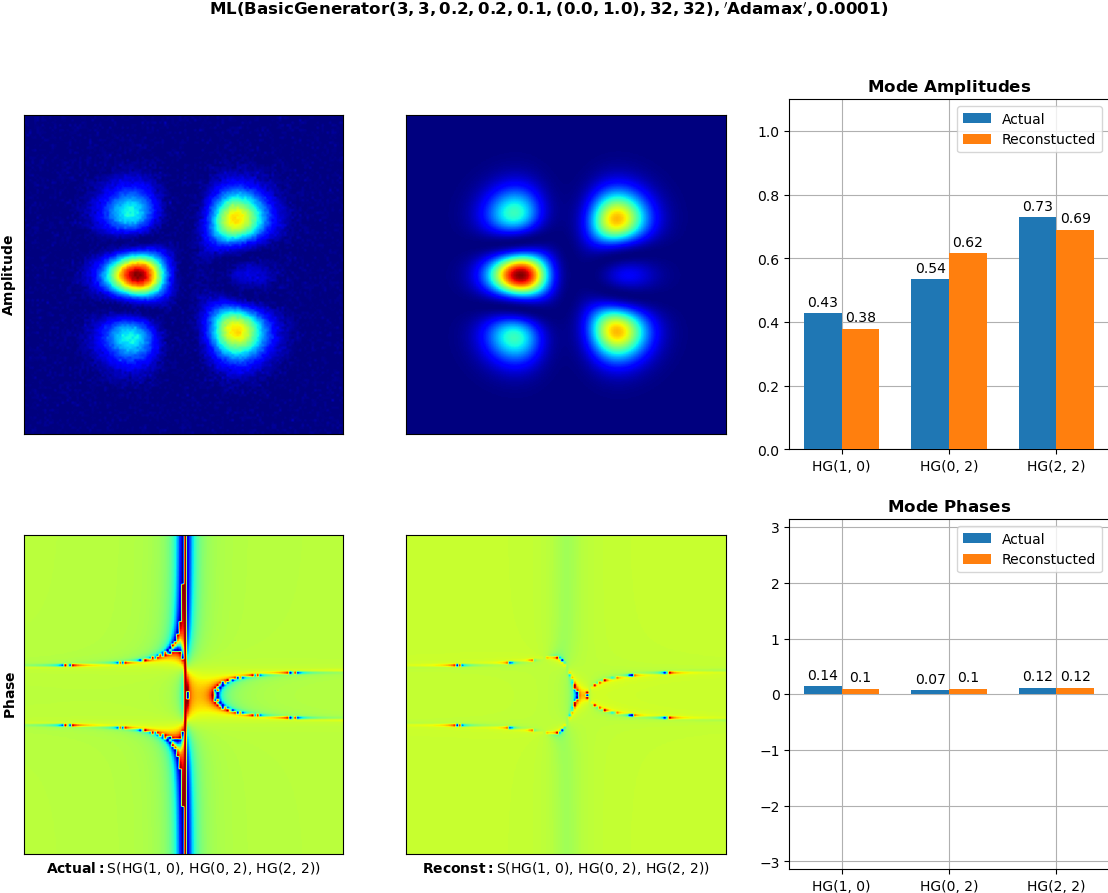 ML(BasicGenerator(3, 3, 0.2, 0.2, 0.1, (0.0, 1.0), 32, 32), ′Adamax′, 0.0001)
Mode Amplitudes
Actual
Reconstucted
1.0
0.8
0.6
0.4
0.2
0.0
0.43
0.38
0.54
0.62
0.73
0.69
HG(1, 0)
HG(0, 2)
HG(2, 2)
Amplitude
Mode Phases
Actual
Reconstucted
3
2
1
0
−1
−2
−3
0.14
0.1
0.07
0.1
0.12
0.12
HG(1, 0)
HG(0, 2)
HG(2, 2)
Phase
Actual: S(HG(1, 0), HG(0, 2), HG(2, 2))
Reconst: S(HG(1, 0), HG(0, 2), HG(2, 2))